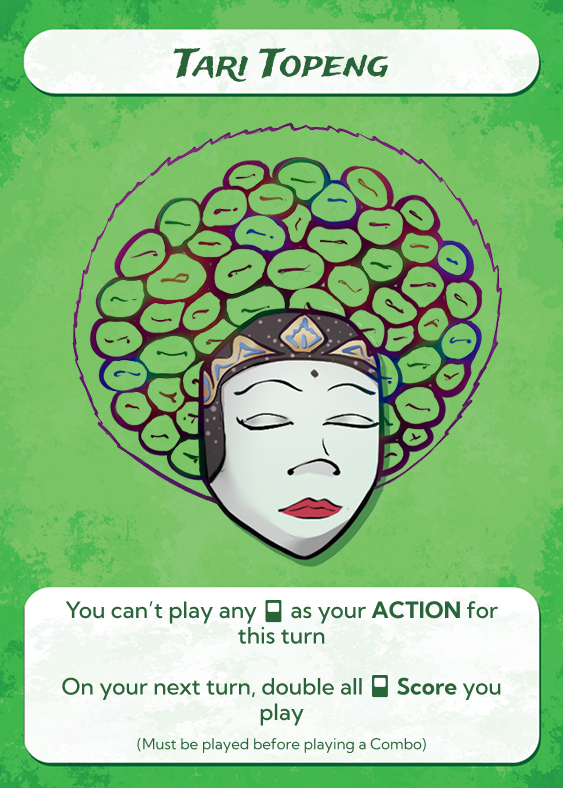 Tari Topeng
You can't play any as your ACTION for
this turn
On your next turn, double all Score you
play
(Must be played before playing a Combo)